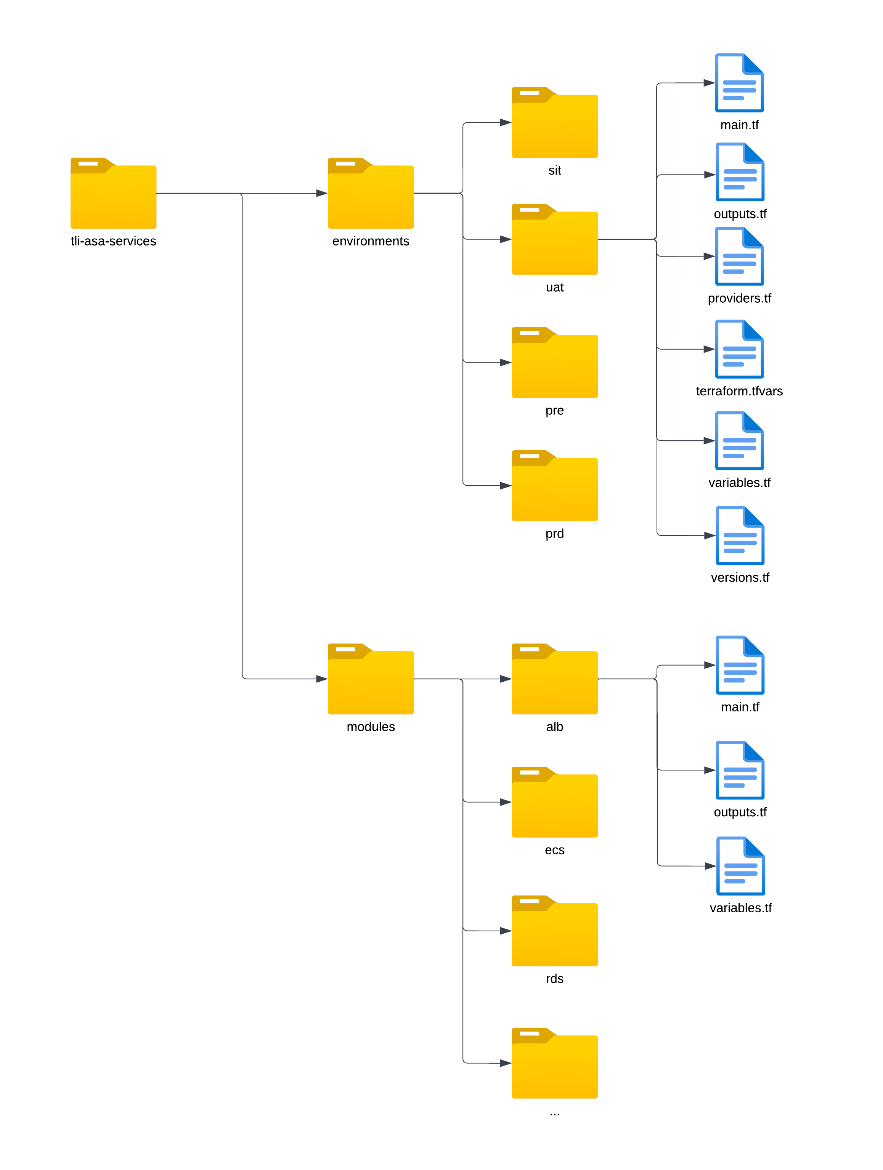 tli-asa-services
environments
sit
uat
pre
prd
main.tf
outputs.tf
providers.tf
terraform.tfvars
variables.tf
versions.tf
modules
alb
ecs
rds
...
main.tf
outputs.tf
variables.tf